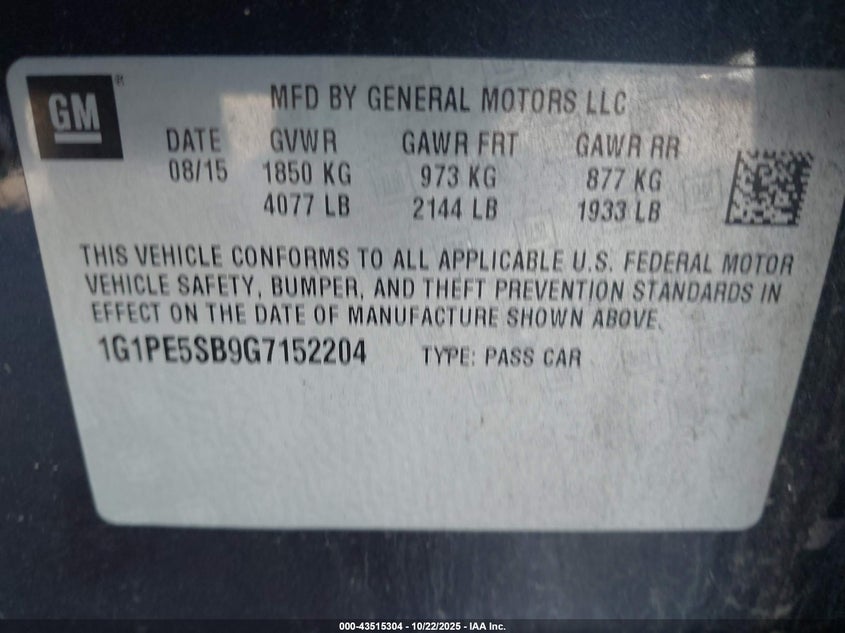 GM®
MFD BY GENERAL MOTORS LLC
DATE GVWR GAWR FRT GAWR RR
08/15 1850 KG 973 KG 877 KG
4077 LB 2144 LB 1933 LB
THIS VEHICLE CONFORMS TO ALL APPLICABLE U.S. FEDERAL MOTOR
VEHICLE SAFETY, BUMPER, AND THEFT PREVENTION STANDARDS IN
EFFECT ON THE DATE OF MANUFACTURE SHOWN ABOVE.
1G1PE5SB9G7152204 TYPE: PASS CAR
000-43515304 - 10/22/2025 - IAA Inc.